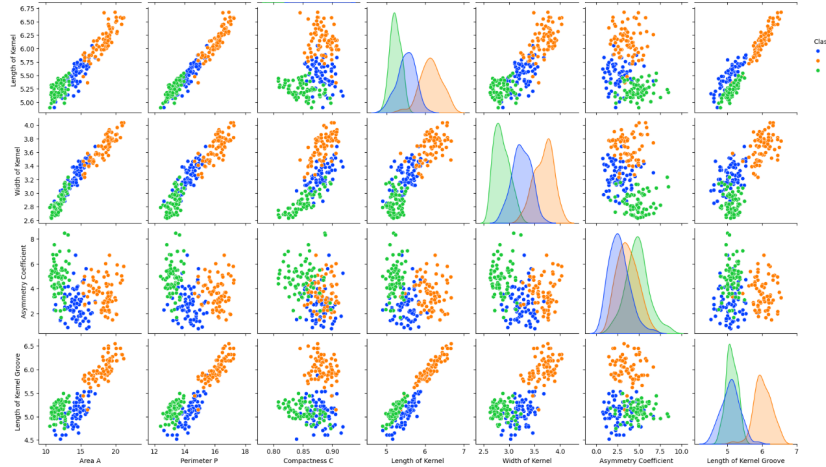 Length of Kernel
6.75
6.50
6.25
6.00
5.75
5.50
5.25
5.00
Clas
Width of Kernel
4.0
3.8
3.6
3.4
3.2
3.0
2.8
2.6
Asymmetry Coefficient
8
6
4
2
Length of Kernel Groove
6.5
6.0
5.5
5.0
4.5
10 15 20
12 14 16 18
0.80 0.85 0.90
5 6 7
2.5 3.0 3.5 4.0
0.0 2.5 5.0 7.5 10.0
5 6 7
Area A
Perimeter P
Compactness C
Length of Kernel
Width of Kernel
Asymmetry Coefficient
Length of Kernel Groove